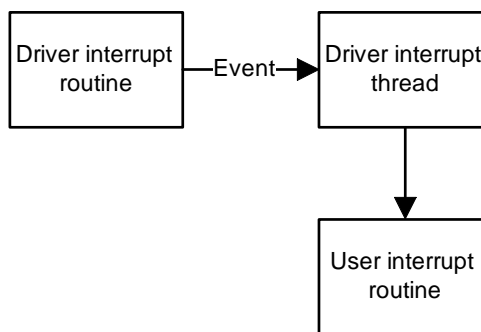 Driver interrupt
routine
Event
Driver interrupt
thread
User interrupt
routine